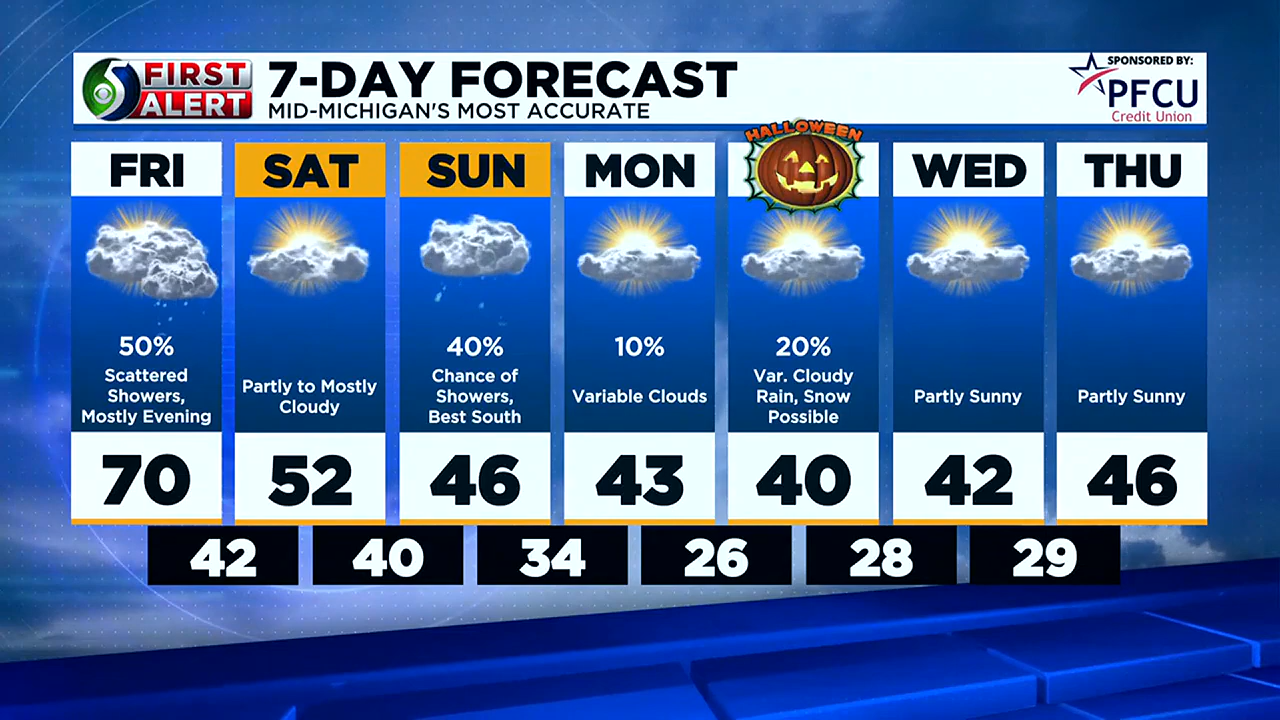 5 FIRST ALERT
7-DAY FORECAST
MID-MICHIGAN'S MOST ACCURATE
SPONSORED BY:
PFCU
Credit Union
FRI SAT SUN MON HALLOWEEN WED THU
50% 40% 10% 20%
Scattered Showers, Mostly Evening
Partly to Mostly Cloudy
Chance of Showers, Best South
Variable Clouds
Var. Cloudy Rain, Snow Possible
Partly Sunny
Partly Sunny
70 52 46 43 40 42 46
42 40 34 26 28 29